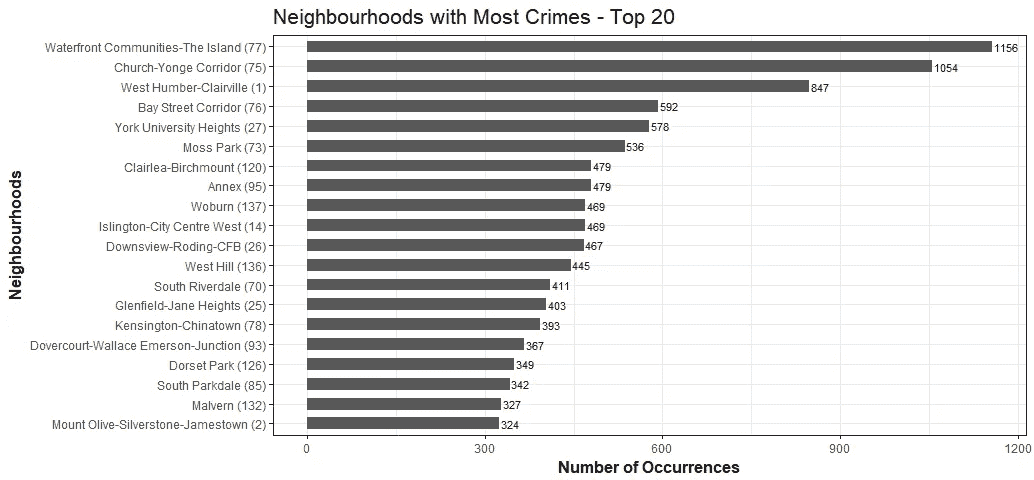 Neighbourhoods with Most Crimes - Top 20
Neighbourhoods
Waterfront Communities-The Island (77) 1156
Church-Yonge Corridor (75) 1054
West Humber-Clairville (1) 847
Bay Street Corridor (76) 592
York University Heights (27) 578
Moss Park (73) 536
Clairlea-Birchmount (120) 479
Annex (95) 479
Woburn (137) 469
Islington-City Centre West (14) 469
Downsview-Roding-CFB (26) 467
West Hill (136) 445
South Riverdale (70) 411
Glenfield-Jane Heights (25) 403
Kensington-Chinatown (78) 393
Dovercourt-Wallace Emerson-Junction (93) 367
Dorset Park (126) 349
South Parkdale (85) 342
Malvern (132) 327
Mount Olive-Silverstone-Jamestown (2) 324
0 300 600 900 1200
Number of Occurrences